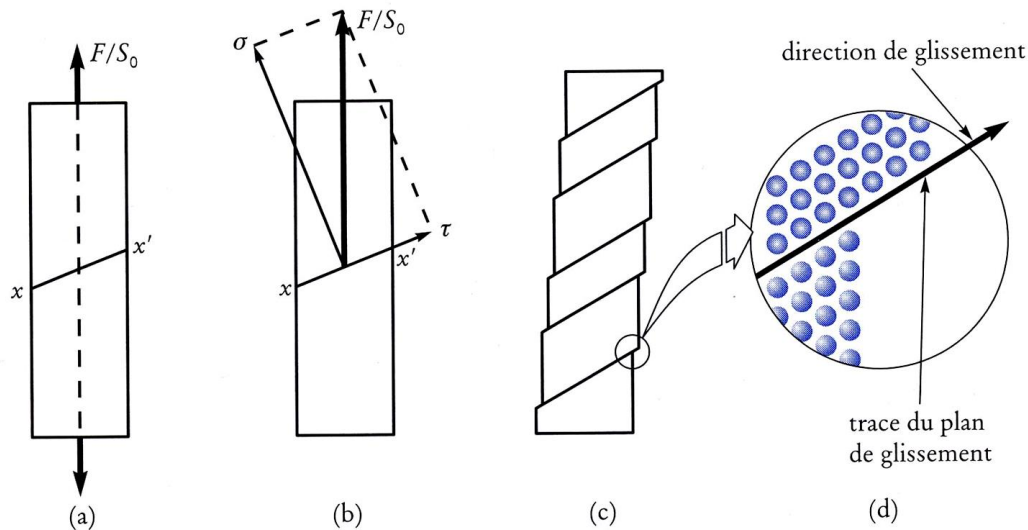 F/S₀
x
x'
(a)
F/S₀
σ
τ
x
x'
(b)
(c)
direction de glissement
trace du plan
de glissement
(d)